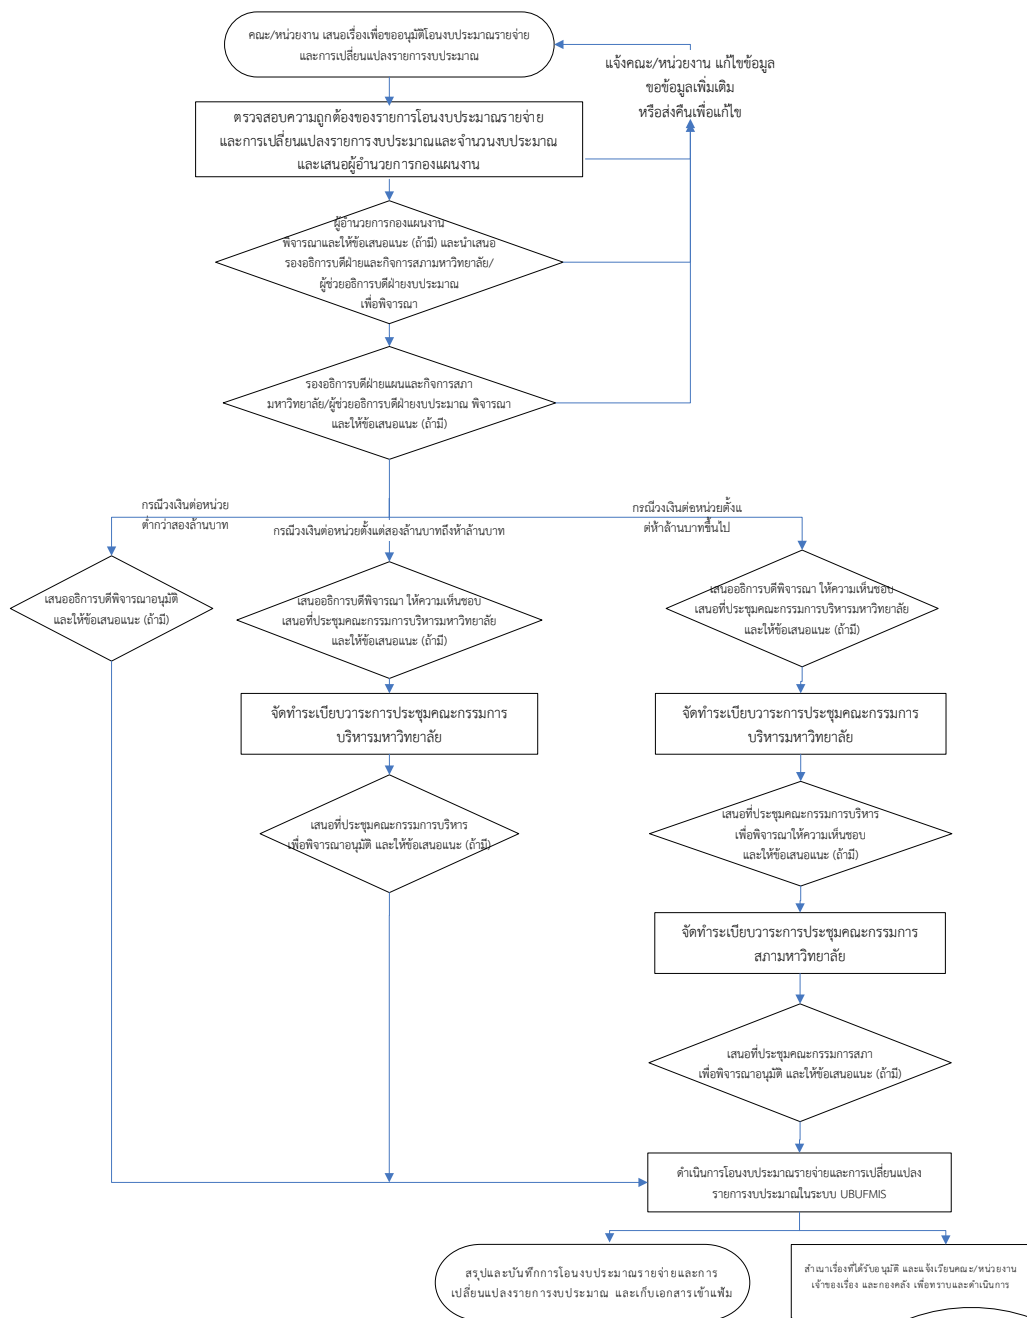 คณะ/หน่วยงาน เสนอเรื่องเพื่อขออนุมัติโอนงบประมาณรายจ่าย
และการเปลี่ยนแปลงรายการงบประมาณ
แจ้งคณะ/หน่วยงาน แก้ไขข้อมูล
ขอข้อมูลเพิ่มเติม
หรือส่งคืนเพื่อแก้ไข
ตรวจสอบความถูกต้องของรายการโอนงบประมาณรายจ่าย
และการเปลี่ยนแปลงรายการงบประมาณและจำนวนงบประมาณ
และเสนอผู้อำนวยการกองแผนงาน
ผู้อำนวยการกองแผนงาน
พิจารณาและให้ข้อเสนอแนะ (ถ้ามี) และนำเสนอ
รองอธิการบดีฝ่ายและกิจการสภามหาวิทยาลัย/
ผู้ช่วยอธิการบดีฝ่ายงบประมาณ
เพื่อพิจารณา
รองอธิการบดีฝ่ายแผนและกิจการสภา
มหาวิทยาลัย/ผู้ช่วยอธิการบดีฝ่ายงบประมาณ พิจารณา
และให้ข้อเสนอแนะ (ถ้ามี)
กรณีวงเงินต่อหน่วย
ต่ำกว่าสองล้านบาท
กรณีวงเงินต่อหน่วยตั้งแต่สองล้านบาทถึงห้าล้านบาท
กรณีวงเงินต่อหน่วยตั้งแ
ต่ห้าล้านบาทขึ้นไป
เสนออธิการบดีพิจารณาอนุมัติ
และให้ข้อเสนอแนะ (ถ้ามี)
เสนออธิการบดีพิจารณา ให้ความเห็นชอบ
เสนอที่ประชุมคณะกรรมการบริหารมหาวิทยาลัย
และให้ข้อเสนอแนะ (ถ้ามี)
เสนออธิการบดีพิจารณา ให้ความเห็นชอบ
เสนอที่ประชุมคณะกรรมการบริหารมหาวิทยาลัย
และให้ข้อเสนอแนะ (ถ้ามี)
จัดทำระเบียบวาระการประชุมคณะกรรมการ
บริหารมหาวิทยาลัย
จัดทำระเบียบวาระการประชุมคณะกรรมการ
บริหารมหาวิทยาลัย
เสนอที่ประชุมคณะกรรมการบริหาร
เพื่อพิจารณาอนุมัติ และให้ข้อเสนอแนะ (ถ้ามี)
เสนอที่ประชุมคณะกรรมการบริหาร
เพื่อพิจารณาให้ความเห็นชอบ
และให้ข้อเสนอแนะ (ถ้ามี)
จัดทำระเบียบวาระการประชุมคณะกรรมการ
สภามหาวิทยาลัย
เสนอที่ประชุมคณะกรรมการสภา
เพื่อพิจารณาอนุมัติ และให้ข้อเสนอแนะ (ถ้ามี)
ดำเนินการโอนงบประมาณรายจ่ายและการเปลี่ยนแปลง
รายการงบประมาณในระบบ UBUFMIS
สรุปและบันทึกการโอนงบประมาณรายจ่ายและการ
เปลี่ยนแปลงรายการงบประมาณ และเก็บเอกสารเข้าแฟ้ม
สำเนาเรื่องที่ได้รับอนุมัติ และแจ้งเวียนคณะ/หน่วยงาน
เจ้าของเรื่อง และกองคลัง เพื่อทราบและดำเนินการ